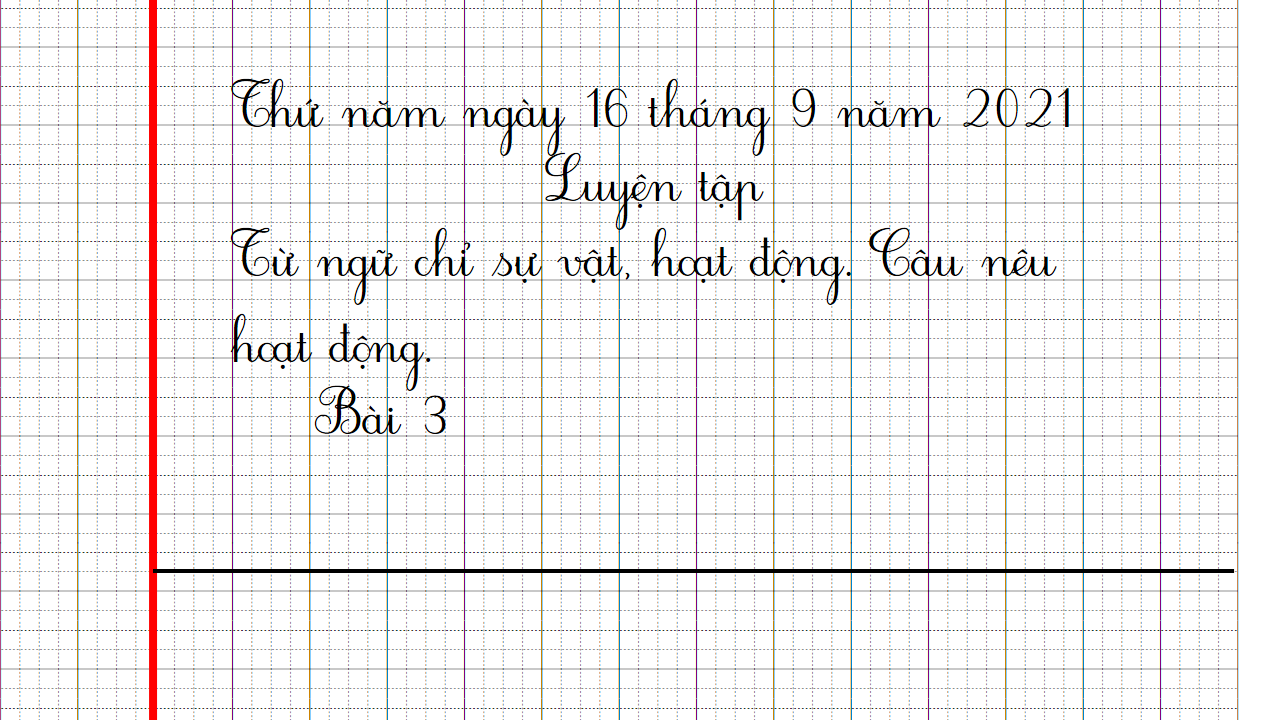 Thứ năm ngày 16 tháng 9 năm 2021
Luyện tập
Từ ngữ chỉ sự vật, hoạt động. Câu nêu
hoạt động.
Bài 3